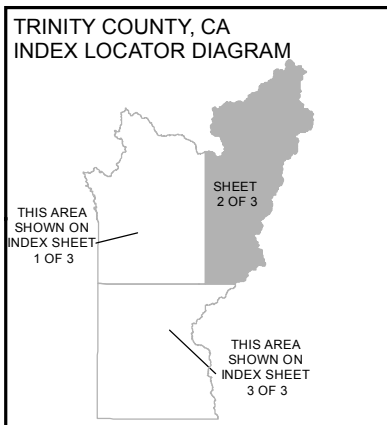 TRINITY COUNTY, CA
INDEX LOCATOR DIAGRAM
SHEET
2 OF 3
THIS AREA
SHOWN ON
INDEX SHEET
1 OF 3
THIS AREA
SHOWN ON
INDEX SHEET
3 OF 3